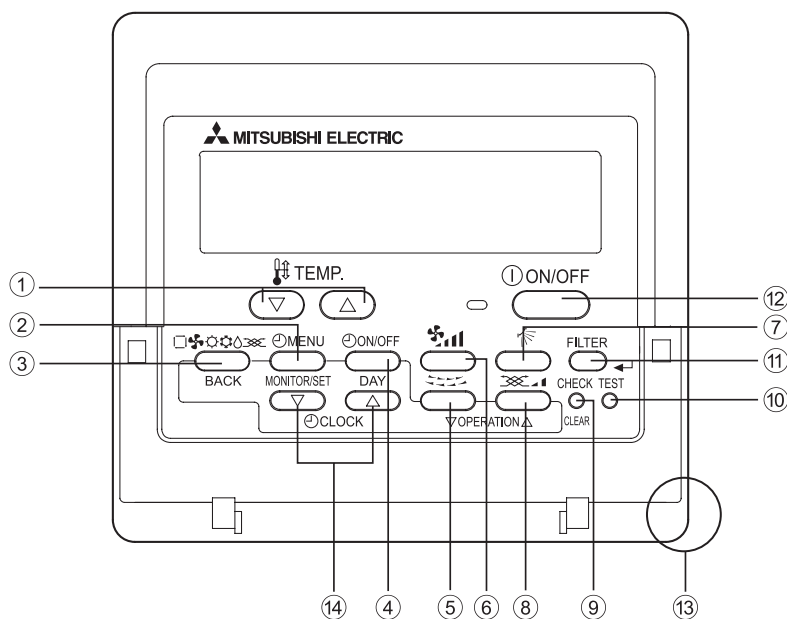 MITSUBISHI ELECTRIC
TEMP.
ON/OFF
① ② ③
⑫ ⑦ ⑪ ⑩
MENU ON/OFF FILTER
BACK MONITOR/SET DAY CHECK TEST
CLOCK ▽OPERATION△ CLEAR
⑭ ④ ⑤ ⑥ ⑧ ⑨ ⑬